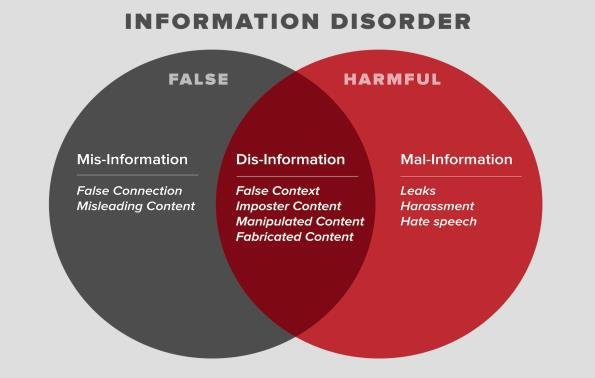 INFORMATION DISORDER
FALSE
HARMFUL
Mis-Information
False Connection
Misleading Content
Dis-Information
False Context
Imposter Content
Manipulated Content
Fabricated Content
Mal-Information
Leaks
Harassment
Hate speech